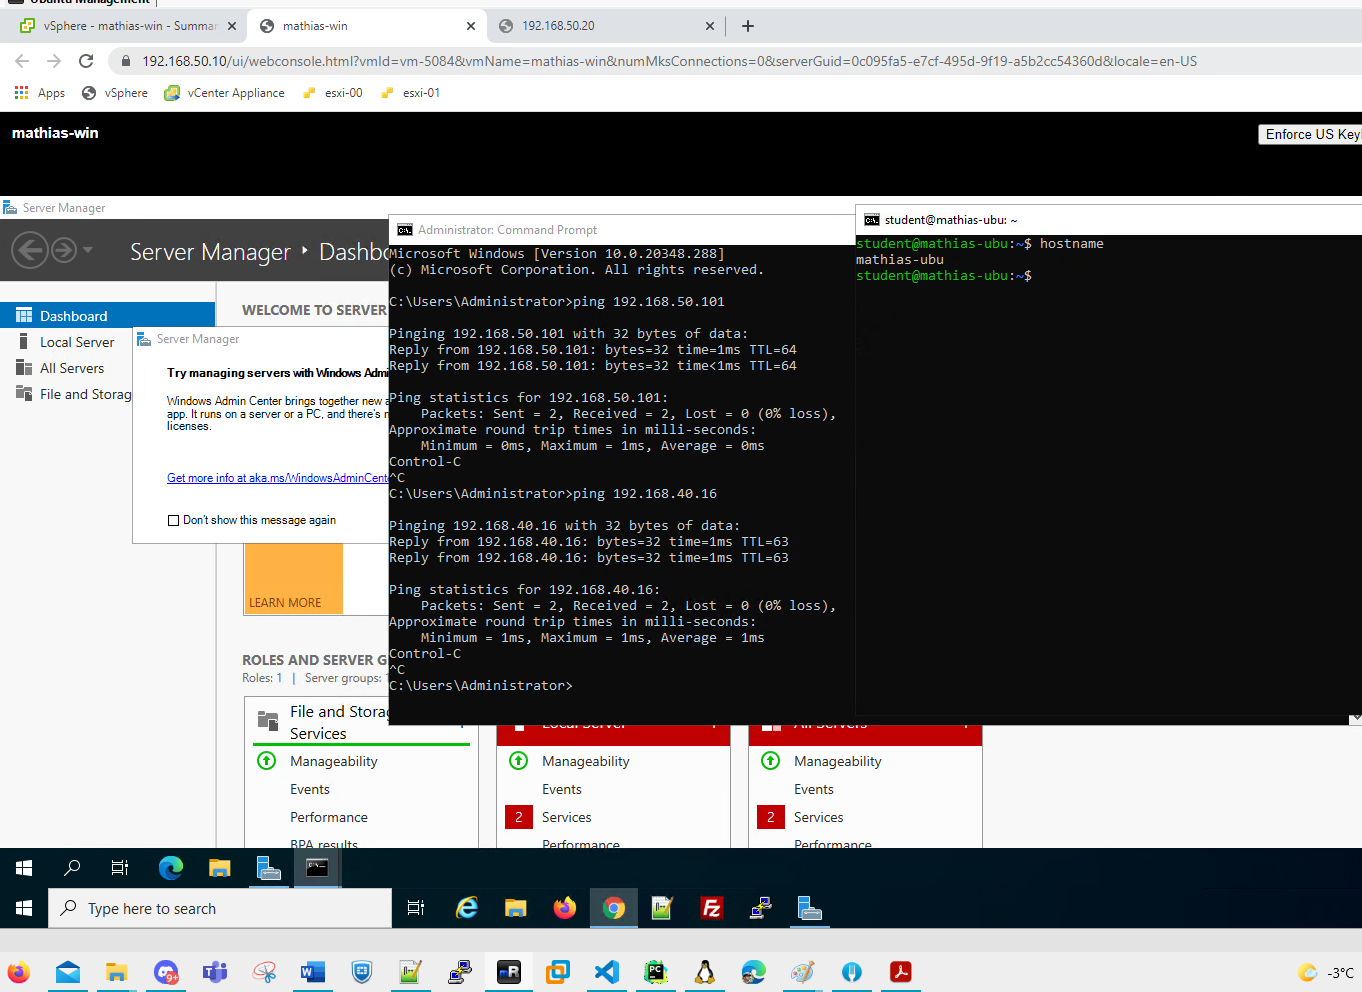 Ubuntu Management
vSphere - mathias-win - Summar
mathias-win
192.168.50.20
192.168.50.10/ui/webconsole.html?vmId=vm-5084&vmName=mathias-win&numMksConnections=0&serverGuid=0c095fa5-e7cf-495d-9f19-a5b2cc54360d&locale=en-US
Apps
vSphere
vCenter Appliance
esxi-00
esxi-01
mathias-win
Enforce US Key
Server Manager
Server Manager
Dashbo
Dashboard
Local Server
All Servers
File and Storag
WELCOME TO SERVER
Server Manager
Try managing servers with Windows Admi
Windows Admin Center brings together new a
app. It runs on a server or a PC, and there's n
licenses.
Get more info at aka.ms/WindowsAdminCente
Don't show this message again
LEARN MORE
ROLES AND SERVER G
Roles: 1 | Server groups: 1
Administrator: Command Prompt
Microsoft Windows [Version 10.0.20348.288]
(c) Microsoft Corporation. All rights reserved.
C:\Users\Administrator>ping 192.168.50.101
Pinging 192.168.50.101 with 32 bytes of data:
Reply from 192.168.50.101: bytes=32 time=1ms TTL=64
Reply from 192.168.50.101: bytes=32 time<1ms TTL=64
Ping statistics for 192.168.50.101:
Packets: Sent = 2, Received = 2, Lost = 0 (0% loss),
Approximate round trip times in milli-seconds:
Minimum = 0ms, Maximum = 1ms, Average = 0ms
Control-C
^C
C:\Users\Administrator>ping 192.168.40.16
Pinging 192.168.40.16 with 32 bytes of data:
Reply from 192.168.40.16: bytes=32 time=1ms TTL=63
Reply from 192.168.40.16: bytes=32 time=1ms TTL=63
Ping statistics for 192.168.40.16:
Packets: Sent = 2, Received = 2, Lost = 0 (0% loss),
Approximate round trip times in milli-seconds:
Minimum = 1ms, Maximum = 1ms, Average = 1ms
Control-C
^C
C:\Users\Administrator>
student@mathias-ubu: ~
student@mathias-ubu:~$ hostname
mathias-ubu
student@mathias-ubu:~$
File and Storag
Services
Manageability
Events
Performance
BPA results
Local Server
Manageability
Events
2 Services
Performance
All Servers
Manageability
Events
2 Services
Performance
Type here to search
-3°C